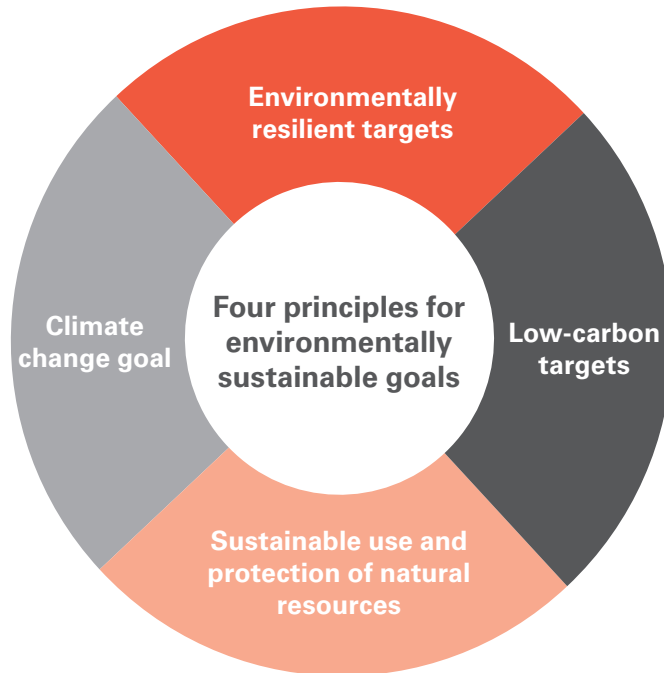 Environmentally
resilient targets
Four principles for
environmentally
sustainable goals
Climate
change goal
Low-carbon
targets
Sustainable use and
protection of natural
resources